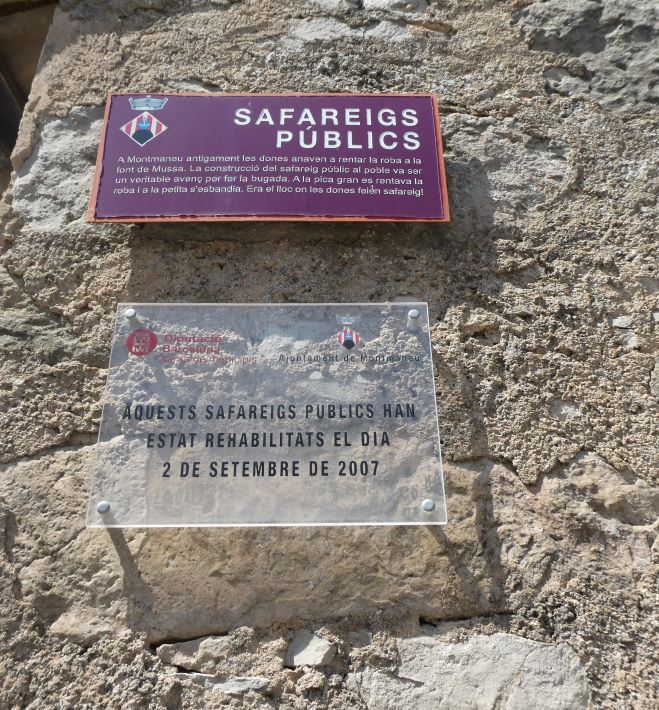 SAFAREIGS
PÚBLICS
A Montmaneu antigament les dones anaven a rentar la roba a la
font de Mussa. La construcció del safareig públic al poble va ser
un veritable avenç per fer la bugada. A la pica gran es rentava la
roba i a la petita s'esbandia. Era el lloc on les dones feien safareig!
Diputació
Barcelona
Ajuntament de Montmaneu
AQUESTS SAFAREIGS PÚBLICS HAN
ESTAT REHABILITATS EL DIA
2 DE SETEMBRE DE 2007